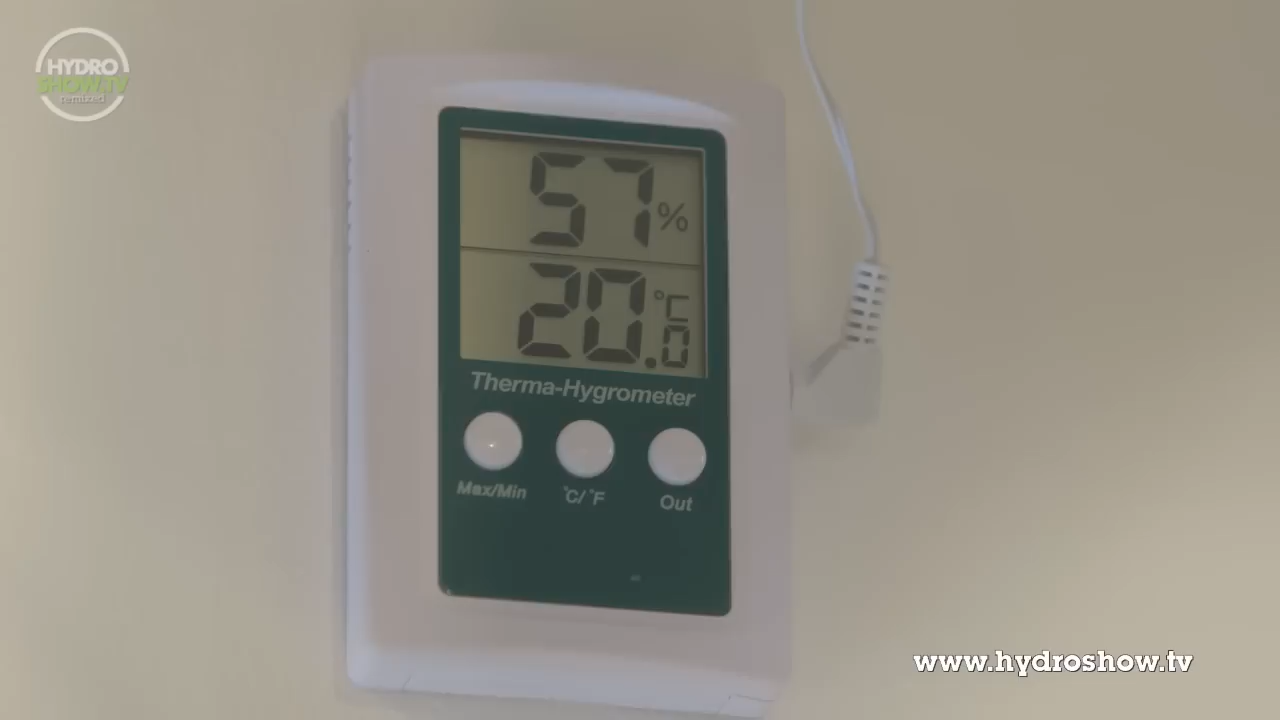 HYDRO
SHOW.TV
remixed
57%
20.0°C
Therma-Hygrometer
Max/Min
°C/°F
Out
www.hydroshow.tv